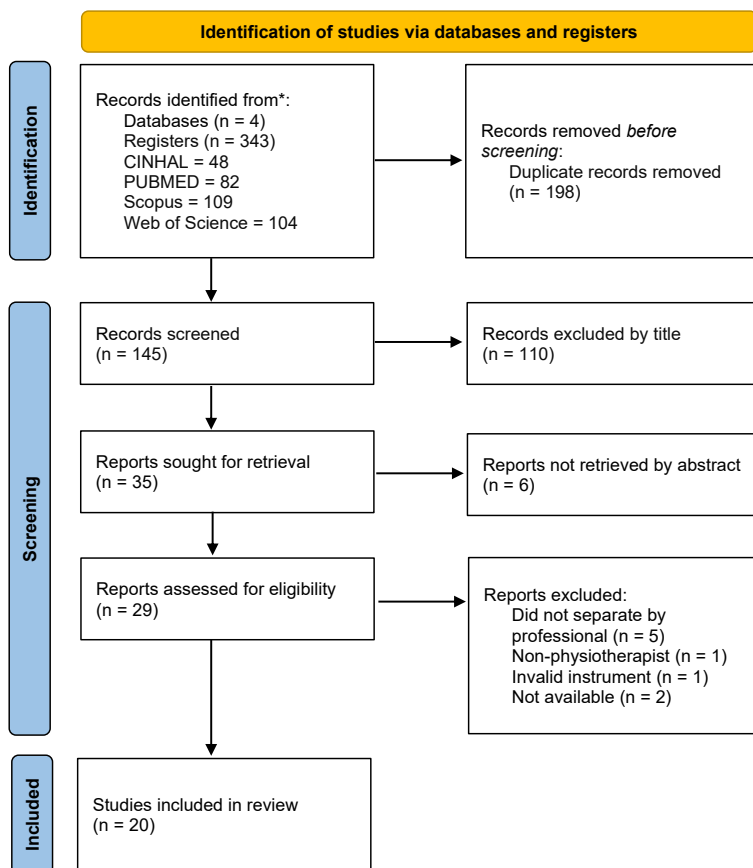 Identification of studies via databases and registers
Identification
Records identified from*:
Databases (n = 4)
Registers (n = 343)
CINHAL = 48
PUBMED = 82
Scopus = 109
Web of Science = 104
Records removed before
screening:
Duplicate records removed
(n = 198)
Screening
Records screened
(n = 145)
Records excluded by title
(n = 110)
Reports sought for retrieval
(n = 35)
Reports not retrieved by abstract
(n = 6)
Reports assessed for eligibility
(n = 29)
Reports excluded:
Did not separate by
professional (n = 5)
Non-physiotherapist (n = 1)
Invalid instrument (n = 1)
Not available (n = 2)
Included
Studies included in review
(n = 20)